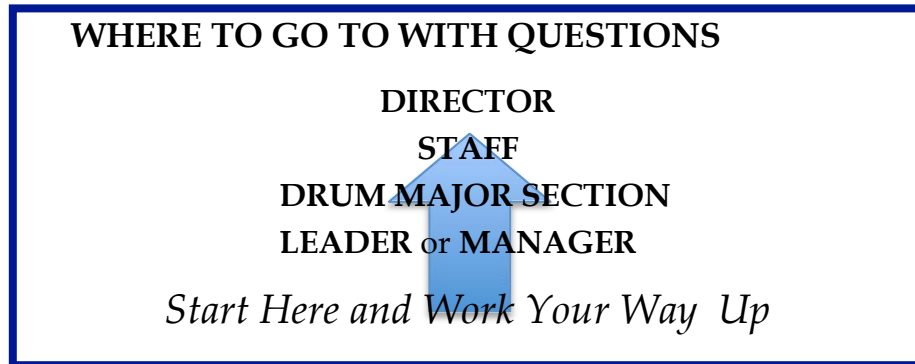 WHERE TO GO TO WITH QUESTIONS
DIRECTOR
STAFF
DRUM MAJOR SECTION
LEADER or MANAGER
Start Here and Work Your Way Up